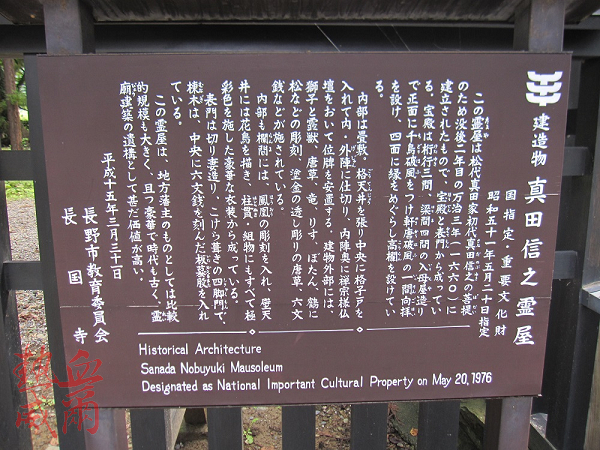 建造物 真田信之霊屋
国指定・重要文化財
昭和五十一年五月二十日指定
この霊屋は松代真田家初代真田信之の菩提
のため没後二年目の万治三年(一六六〇)に
建立されたもので、宝殿と表門から成ってい
る。宝殿は桁行三間、梁間四間の入母屋造り
で正面に千鳥破風をつけ軒唐破風の一間向拝
を設け、四面に縁をめぐらし高欄を設けてい
る。
内部は畳敷、格天井を張り中央に格子戸を
入れて内・外陣に仕切り、内陣奥に禅宗様仏
壇をおいて位牌を安置する。建物外部には、
獅子と霊獣、唐草、竜、りす、ぼたん、鶴に
松などの彫刻、塗金の透し彫りの唐草、六文
銭などが施されている。
内部も欄間には、鳳凰の彫刻を入れ、壁天
井には花鳥を描き、柱貫、組物にもすべて極
彩色を施した豪華な衣装から成っている。
表門は切り妻造り、こけら葺きの四脚門で、
棟木は、中央に六文銭を刻んだ板蟇股を入れ
ている。
この霊屋は、地方藩主のものとしては比較
的規模も大きく、且つ豪華で時代も古く、霊
廟建築の遺構として甚だ価値が高い。
平成十五年三月三十日
長野市教育委員会
長国寺
Historical Architecture
Sanada Nobuyuki Mausoleum
Designated as National Important Cultural Property on May 20, 1976